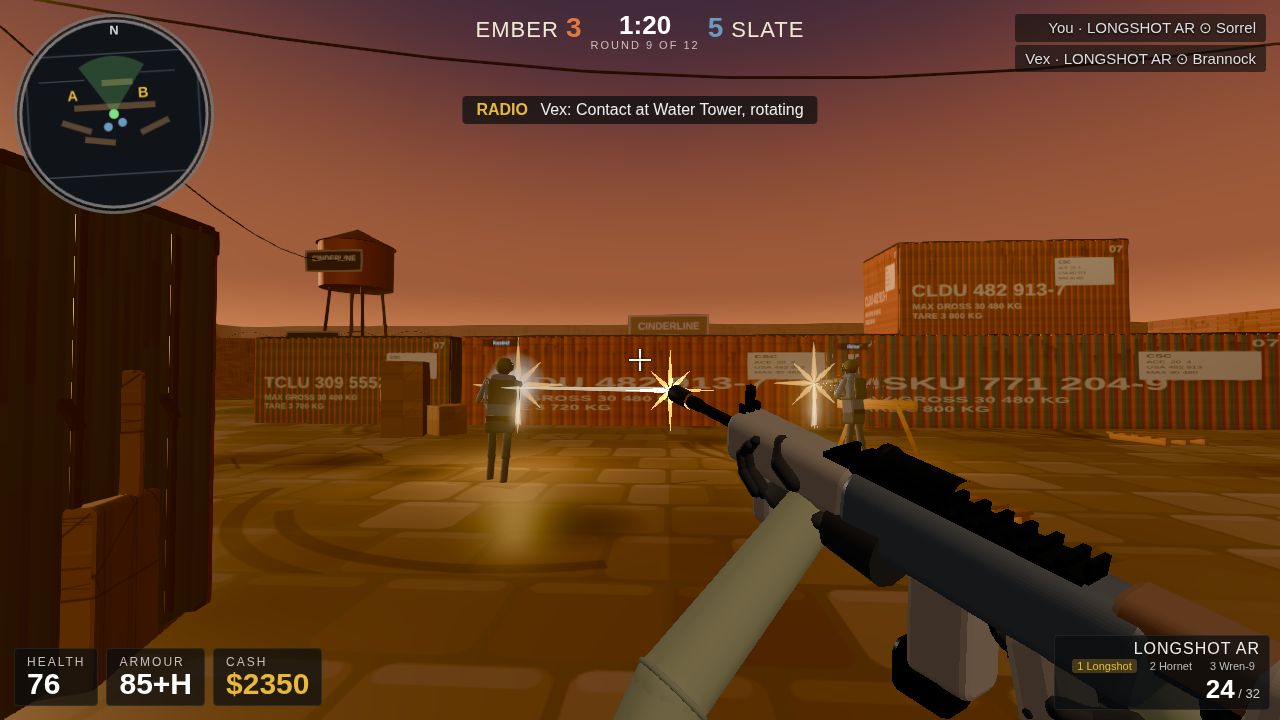 N
A
B
EMBER 3
1:20
5 SLATE
ROUND 9 OF 12
You · LONGSHOT AR ⊙ Sorrel
Vex · LONGSHOT AR ⊙ Brannock
RADIO Vex: Contact at Water Tower, rotating
CINDERLINE
07
CSC
CLDU 482 913-7
MAX GROSS 30 480 KG
TARE 3 800 KG
CINDERLINE
07
TCLU 309 555
MAX GROSS 30 480 KG
TARE 3 700 KG
CSC
CSC
07
SKU 771 204-9
30 480 KG
800 KG
HEALTH
76
ARMOUR
85+H
CASH
$2350
LONGSHOT AR
1 Longshot 2 Hornet 3 Wren-9
24 / 32